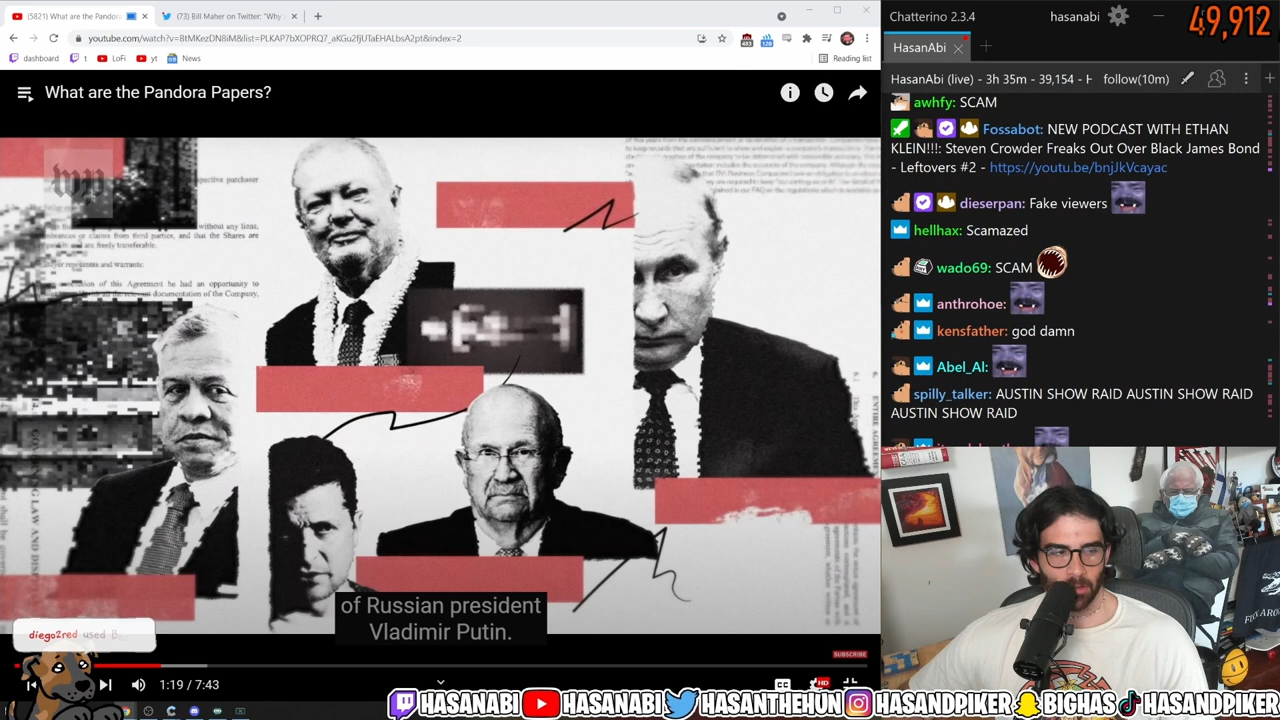 (5821) What are the Pandora
(73) Bill Maher on Twitter: "Why
youtube.com/watch?v=8tMKezDN8iM&list=PLKAP7bXOPRQ7_aKGu2fjUTaEHALbsA2pt&index=2
dashboard
t
LoFi
yt
News
Reading list
What are the Pandora Papers?
of Russian president
Vladimir Putin.
SUBSCRIBE
diego2red used B
1:19 / 7:43
HD
Chatterino 2.3.4
hasanabi
49,912
HasanAbi
HasanAbi (live) - 3h 35m - 39,154 - H
follow(10m)
awhfy: SCAM
Fossabot: NEW PODCAST WITH ETHAN
KLEIN!!!: Steven Crowder Freaks Out Over Black James Bond
- Leftovers #2 - https://youtu.be/bnjJkVcayac
dieserpan: Fake viewers
hellhax: Scamazed
wado69: SCAM
anthrohoe:
kensfather: god damn
Abel_Al:
spilly_talker: AUSTIN SHOW RAID AUSTIN SHOW RAID
AUSTIN SHOW RAID
HASANABI HASANABI HASANTHEHUN HASANDPIKER BIGHAS HASANDPIKER